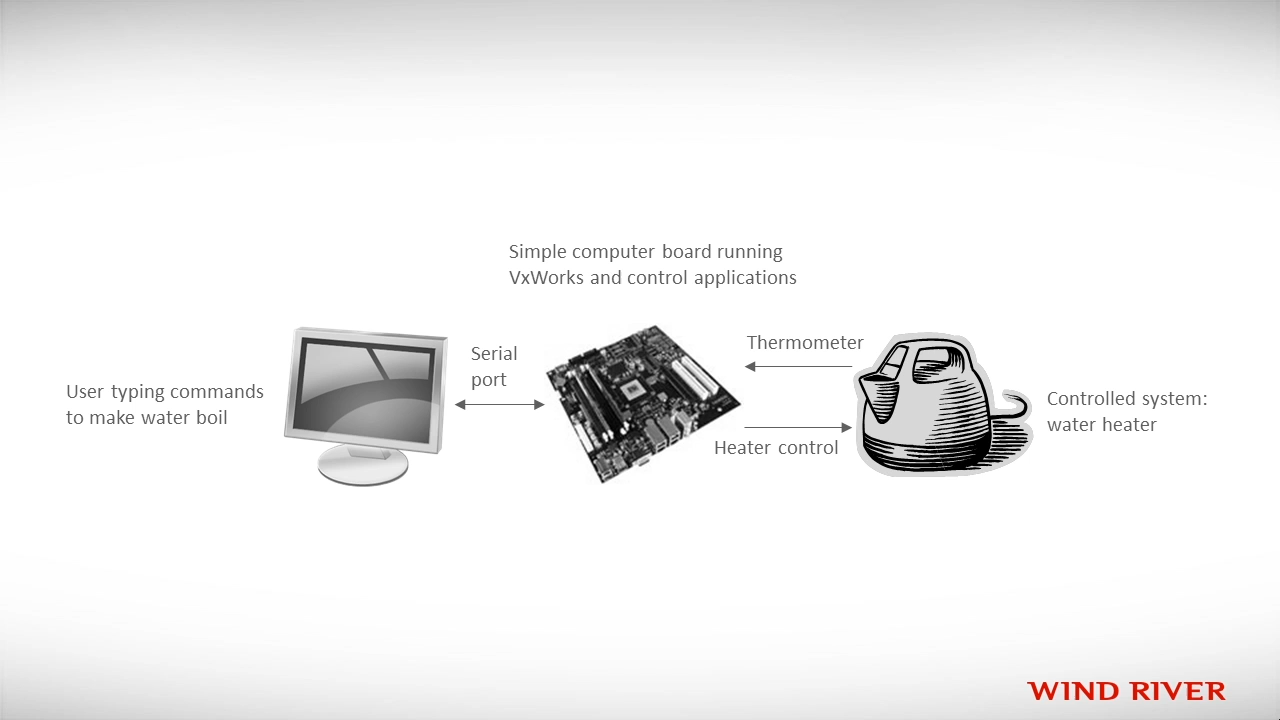 Simple computer board running
VxWorks and control applications
User typing commands
to make water boil
Serial
port
Thermometer
Heater control
Controlled system:
water heater
WIND RIVER